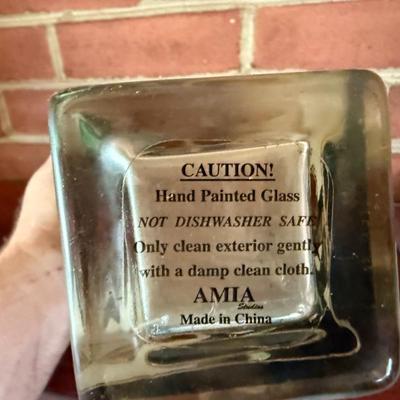 CAUTION!
Hand Painted Glass
NOT DISHWASHER SAFE
Only clean exterior gently
with a damp clean cloth.
AMIA
Studios
Made in China